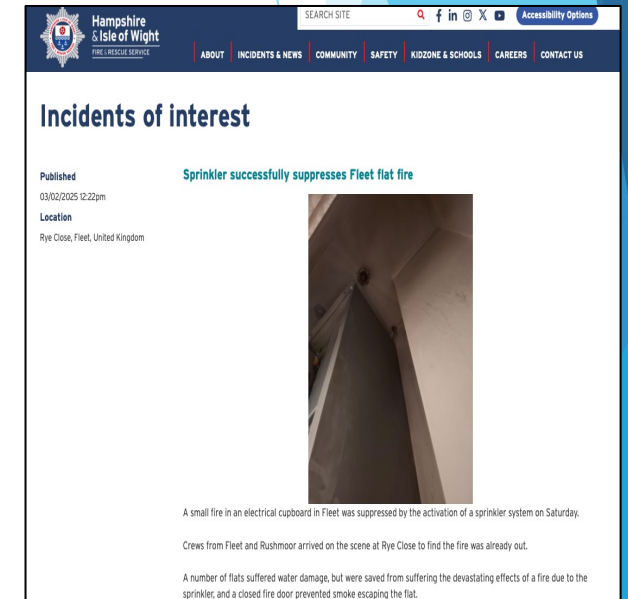 Hampshire
& Isle of Wight
FIRE & RESCUE SERVICE
SEARCH SITE
Accessibility Options
ABOUT
INCIDENTS & NEWS
COMMUNITY
SAFETY
KIDZONE & SCHOOLS
CAREERS
CONTACT US
Incidents of interest
Published
03/02/2025 12:22pm
Location
Rye Close, Fleet, United Kingdom
Sprinkler successfully suppresses Fleet flat fire
A small fire in an electrical cupboard in Fleet was suppressed by the activation of a sprinkler system on Saturday.
Crews from Fleet and Rushmoor arrived on the scene at Rye Close to find the fire was already out.
A number of flats suffered water damage, but were saved from suffering the devastating effects of a fire due to the
sprinkler, and a closed fire door prevented smoke escaping the flat.